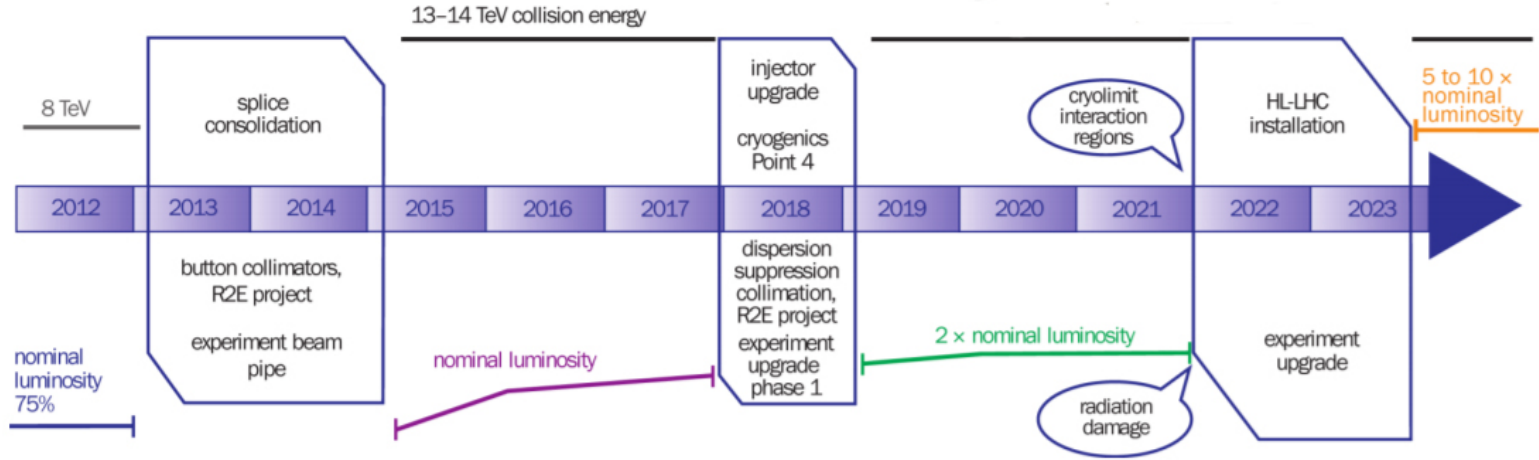 13–14 TeV collision energy
8 TeV
splice
consolidation
injector
upgrade
cryogenics
Point 4
cryolimit
interaction
regions
HL-LHC
installation
5 to 10 ×
nominal
luminosity
2012
2013
2014
2015
2016
2017
2018
2019
2020
2021
2022
2023
nominal
luminosity
75%
button collimators,
R2E project
experiment beam
pipe
nominal luminosity
dispersion
suppression
collimation,
R2E project
experiment
upgrade
phase 1
2 × nominal luminosity
radiation
damage
experiment
upgrade